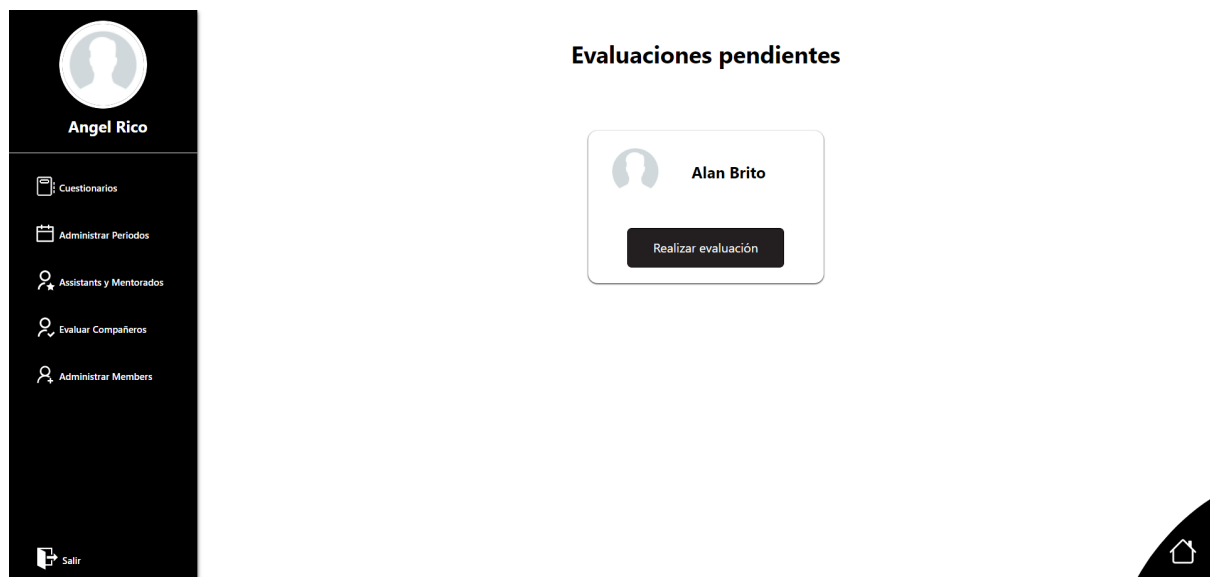 Angel Rico
Cuestionarios
Administrar Periodos
Assistants y Mentorados
Evaluar Compañeros
Administrar Members
Salir
Evaluaciones pendientes
Alan Brito
Realizar evaluación